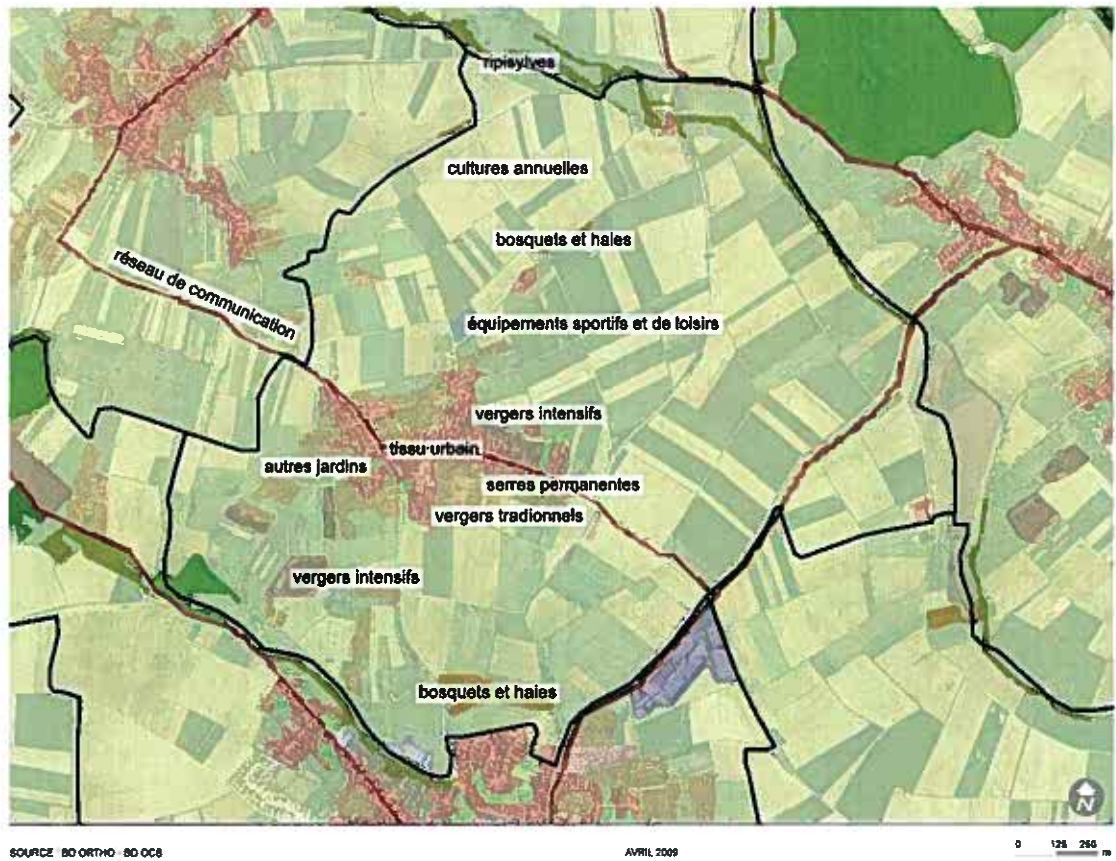 ripisylves
cultures annuelles
bosquets et haies
réseau de communication
équipements sportifs et de loisirs
vergers intensifs
tissu urbain
autres jardins
serres permanentes
vergers tradionnels
vergers intensifs
bosquets et haies
N
SOURCE BD ORTHO - BD OCS
AVRIL 2009
0 125 250 m